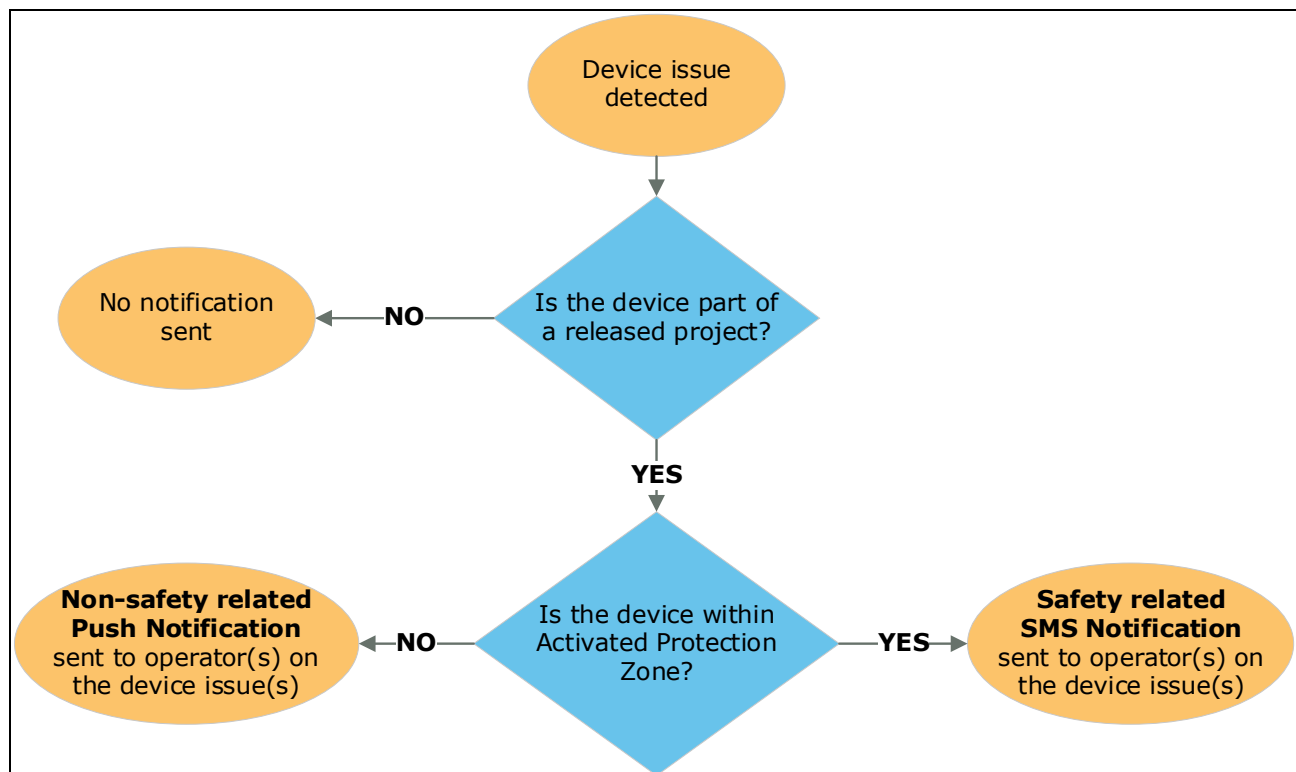 Device issue
detected
Is the device part of
a released project?
NO
No notification
sent
YES
Is the device within
Activated Protection
Zone?
NO
Non-safety related
Push Notification
sent to operator(s) on
the device issue(s)
YES
Safety related
SMS Notification
sent to operator(s) on
the device issue(s)